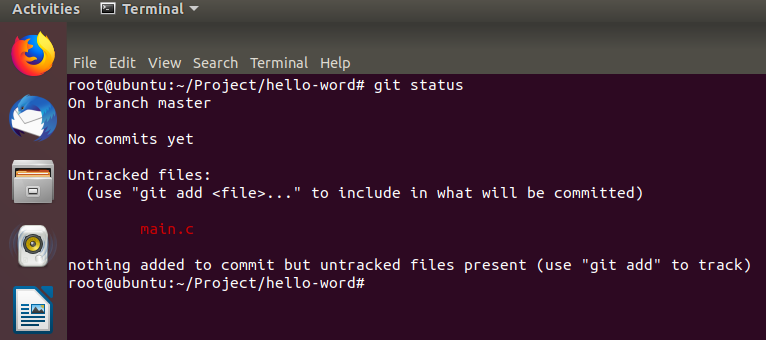 Activities Terminal
File Edit View Search Terminal Help
root@ubuntu:~/Project/hello-word# git status
On branch master
No commits yet
Untracked files:
(use "git add <file>..." to include in what will be committed)
main.c
nothing added to commit but untracked files present (use "git add" to track)
root@ubuntu:~/Project/hello-word#